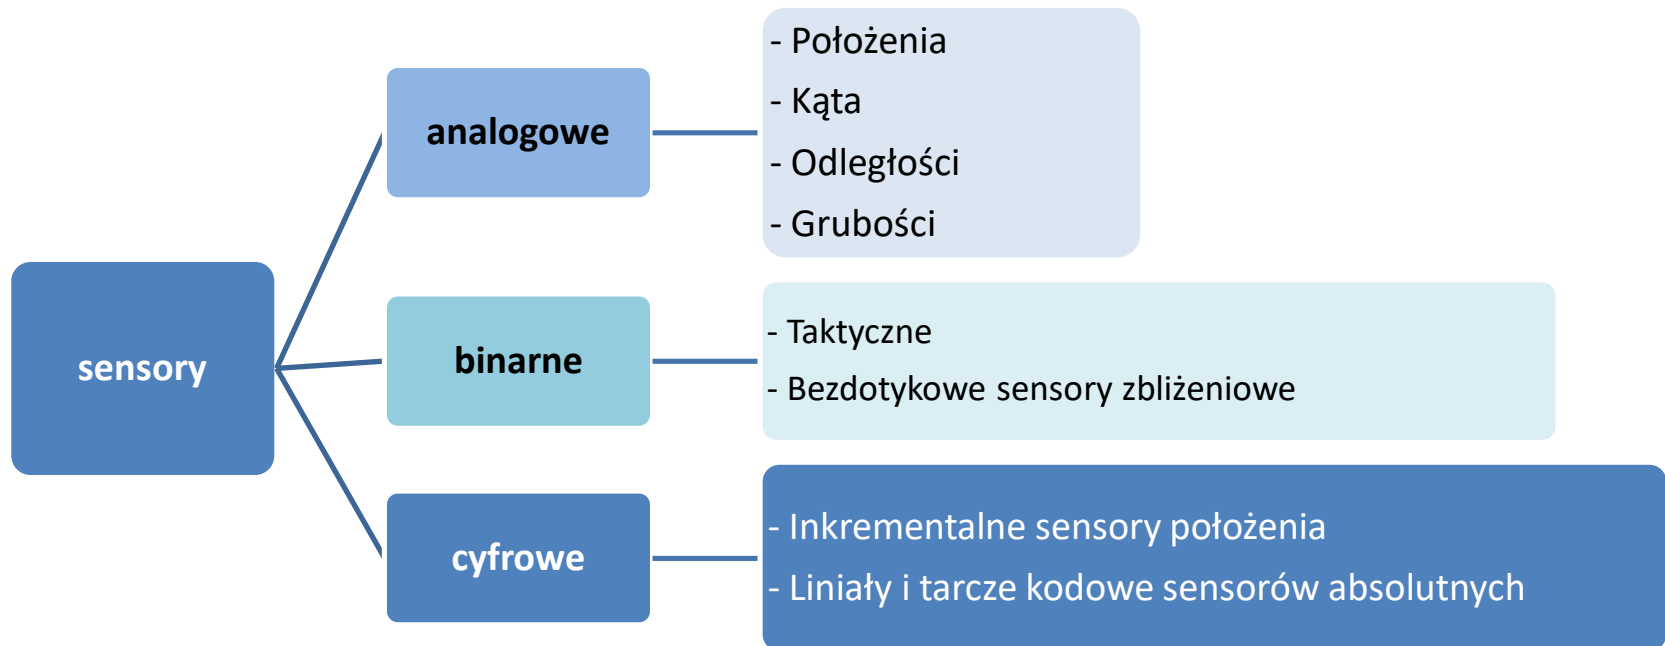 sensory
analogowe
- Położenia
- Kąta
- Odległości
- Grubości
binarne
- Taktyczne
- Bezdotykowe sensory zbliżeniowe
cyfrowe
- Inkrementalne sensory położenia
- Liniały i tarcze kodowe sensorów absolutnych